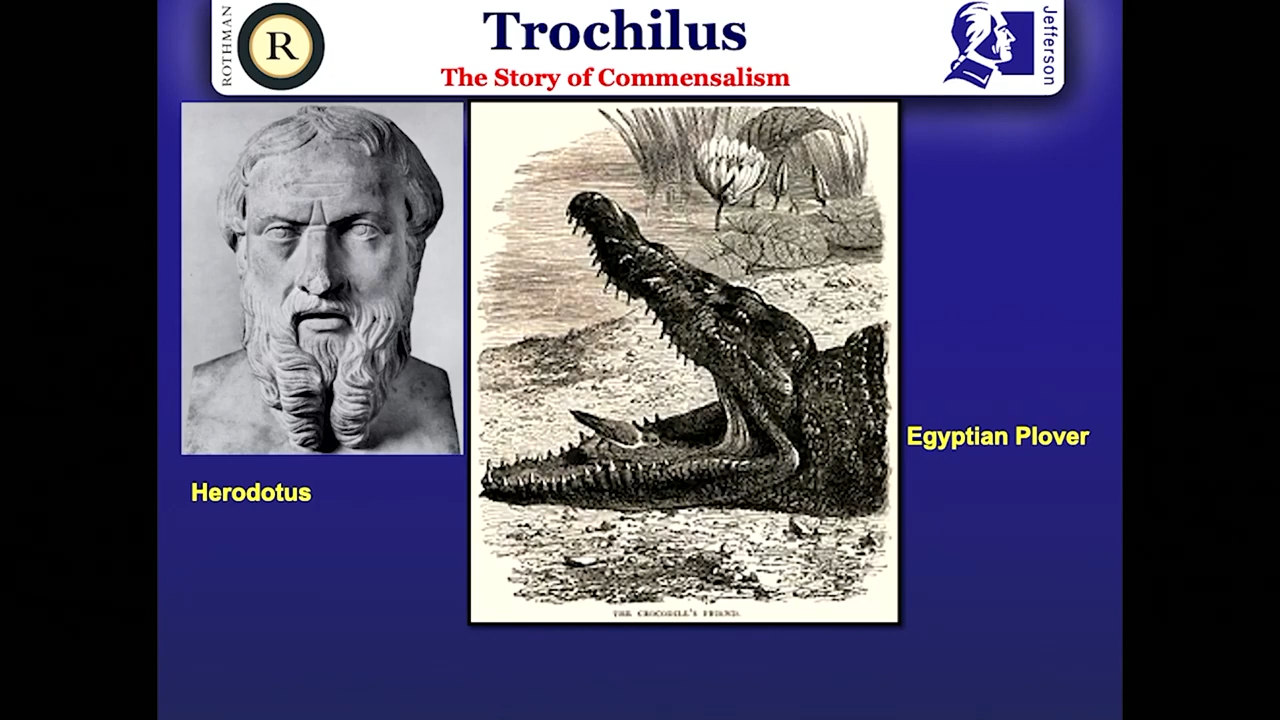 ROTHMAN
R
Trochilus
The Story of Commensalism
Jefferson
Herodotus
Egyptian Plover
THE CROCODILE'S FRIEND.